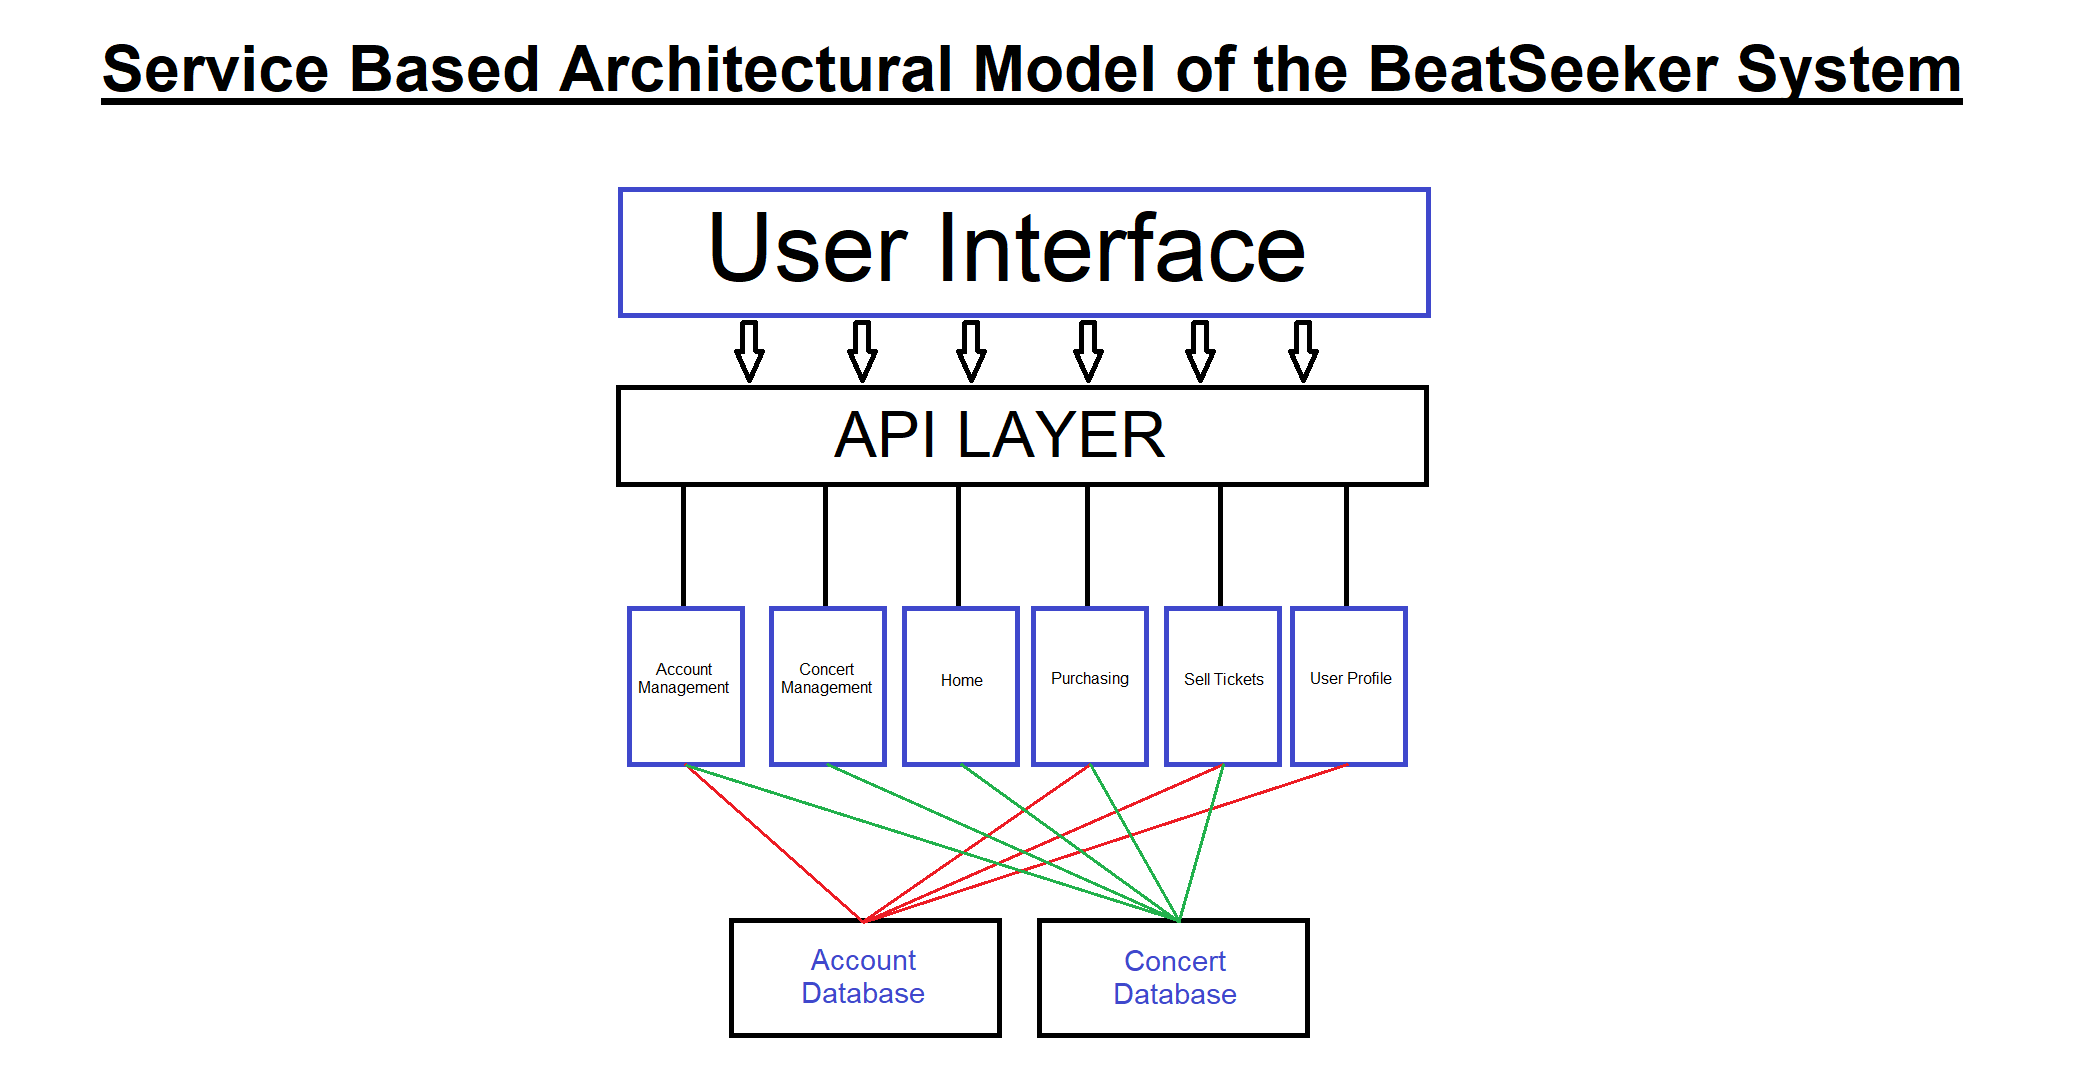 Service Based Architectural Model of the BeatSeeker System
User Interface
API LAYER
Account
Management
Concert
Management
Home
Purchasing
Sell Tickets
User Profile
Account
Database
Concert
Database